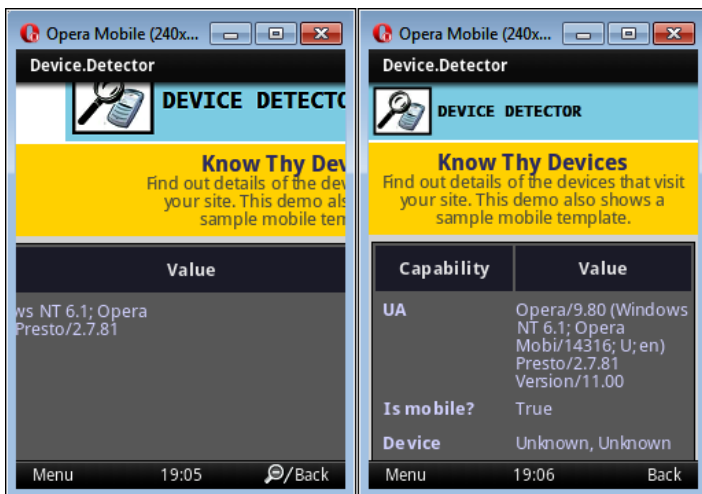 Opera Mobile (240x...
Device.Detector
DEVICE DETECTO
Know Thy Dev
Find out details of the dev
your site. This demo als
sample mobile tem
Value
ws NT 6.1; Opera
Presto/2.7.81
Menu 19:05 /Back
Opera Mobile (240x...
Device.Detector
DEVICE DETECTOR
Know Thy Devices
Find out details of the devices that visit
your site. This demo also shows a
sample mobile template.
Capability Value
UA Opera/9.80 (Windows
NT 6.1; Opera
Mobi/14316; U; en)
Presto/2.7.81
Version/11.00
Is mobile? True
Device Unknown, Unknown
Menu 19:06 Back